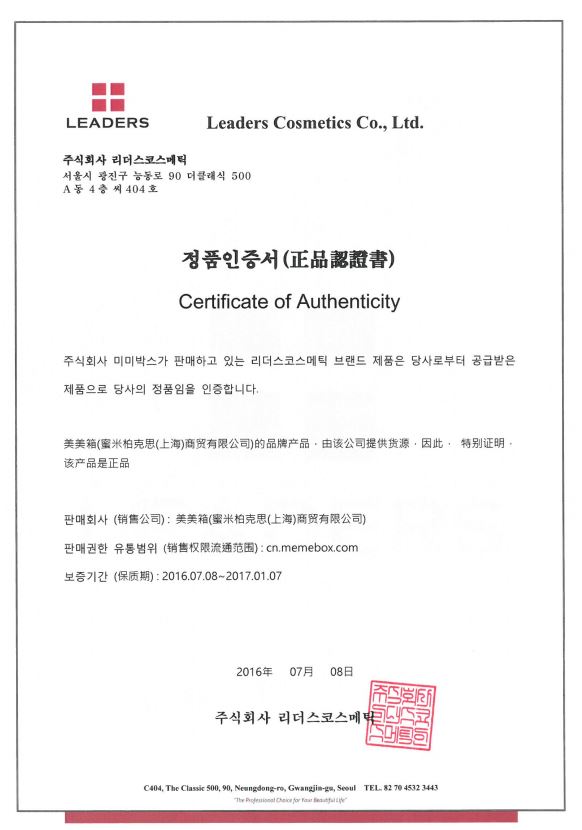 LEADERS
Leaders Cosmetics Co., Ltd.
주식회사 리더스코스메틱
서울시 광진구 능동로 90 더클래식 500
A동 4층 씨404호
정품인증서(正品認證書)
Certificate of Authenticity
주식회사 미미박스가 판매하고 있는 리더스코스메틱 브랜드 제품은 당사로부터 공급받은
제품으로 당사의 정품임을 인증합니다.
美美箱(蜜米柏克思(上海)商贸有限公司)的品牌产品，由该公司提供货源，因此， 特别证明，
该产品是正品
판매회사 (销售公司) : 美美箱(蜜米柏克思(上海)商贸有限公司)
판매권한 유통범위 (销售权限流通范围) : cn.memebox.com
보증기간 (保质期) : 2016.07.08~2017.01.07
2016年 07月 08日
주식회사 리더스코스메틱
C404, The Classic 500, 90, Neungdong-ro, Gwangjin-gu, Seoul TEL. 82 70 4532 3443
"The Professional Choice for Your Beautiful Life"